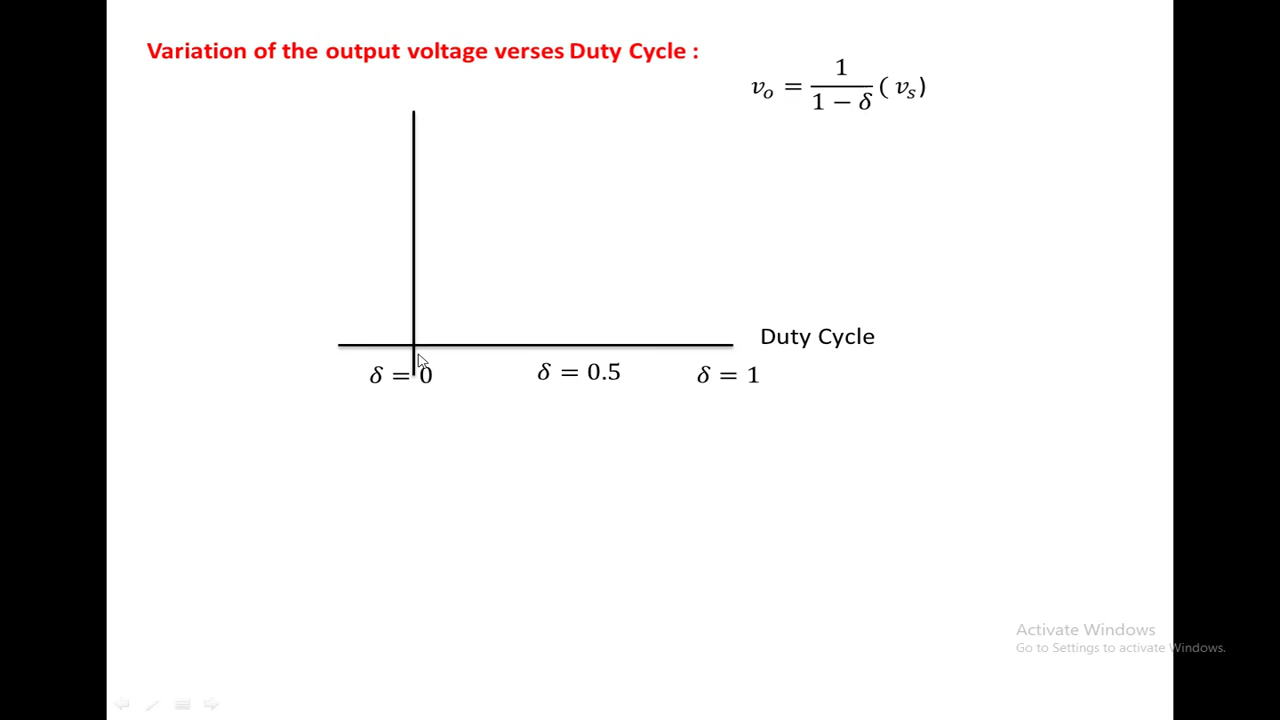 Variation of the output voltage verses Duty Cycle :
𝑣ₒ = 1/(1 − 𝛿) ( 𝑣ₛ)
Duty Cycle
𝛿 = 0
𝛿 = 0.5
𝛿 = 1
Activate Windows
Go to Settings to activate Windows.